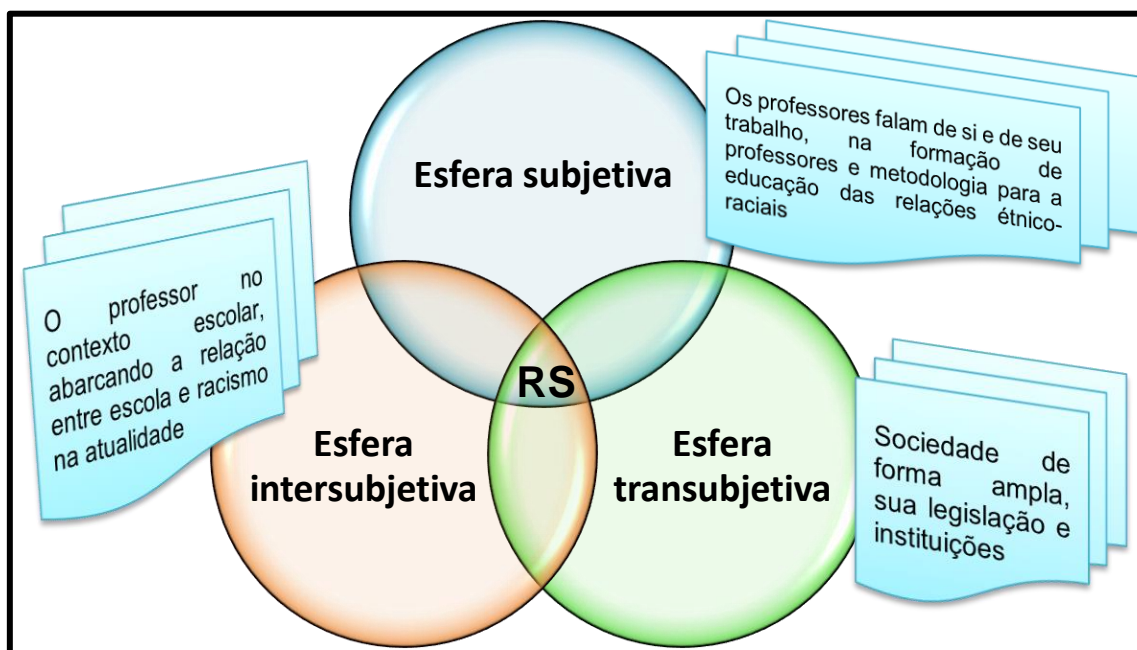 Esfera subjetiva
Os professores falam de si e de seu
trabalho, na formação de
professores e metodologia para a
educação das relações étnico-
raciais
O professor no
contexto escolar,
abarcando a relação
entre escola e racismo
na atualidade
RS
Esfera
intersubjetiva
Esfera
transubjetiva
Sociedade de
forma ampla,
sua legislação e
instituições